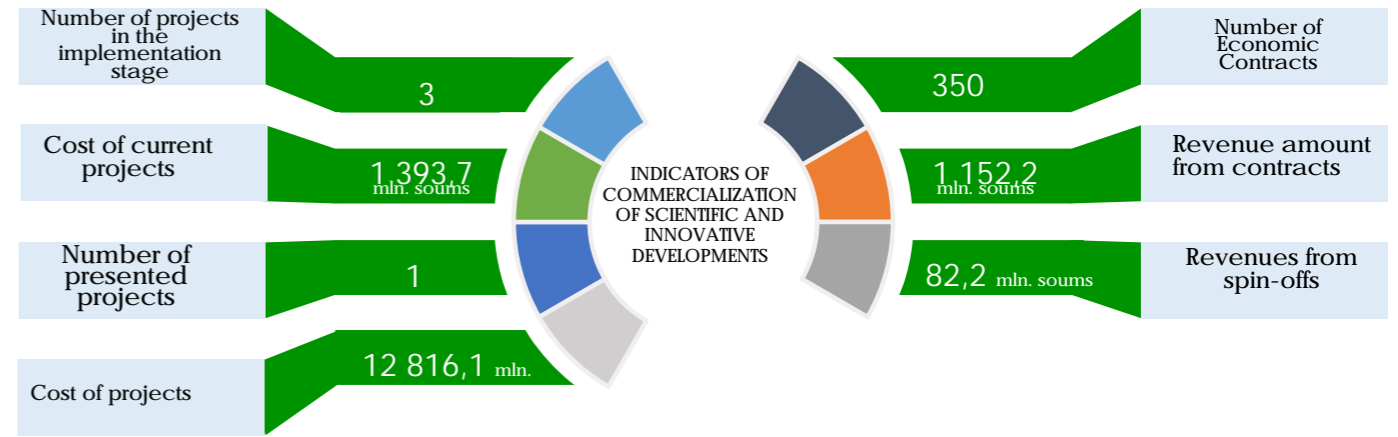 Number of projects
in the
implementation
stage
3
Cost of current
projects
1,393,7
mln. soums
Number of
presented
projects
1
Cost of projects
12 816,1 mln.
INDICATORS OF
COMMERCIALIZATION
OF SCIENTIFIC AND
INNOVATIVE
DEVELOPMENTS
350
Number of
Economic
Contracts
1,152,2
mln. soums
Revenue amount
from contracts
82,2 mln. soums
Revenues from
spin-offs